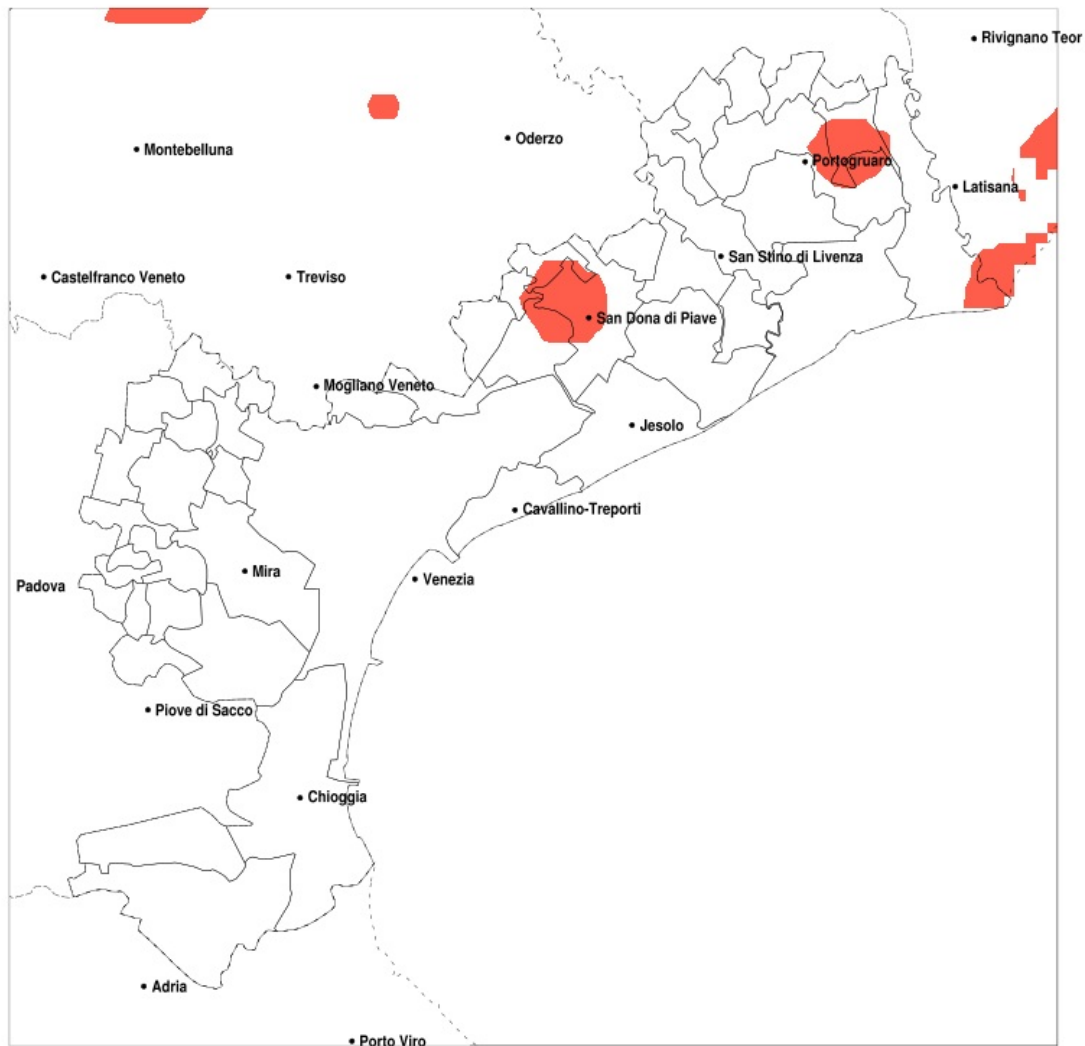 Rivignano Teor
Oderzo
Montebelluna
Portogruaro
Latisana
San Stino di Livenza
Castelfranco Veneto
Treviso
San Dona di Piave
Mogliano Veneto
Jesolo
Cavallino-Treporti
Mira
Venezia
Padova
Piove di Sacco
Chioggia
Adria
Porto Viro